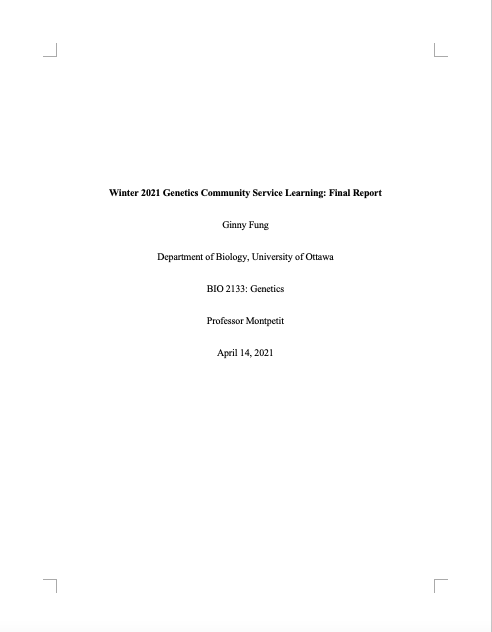 Winter 2021 Genetics Community Service Learning: Final Report
Ginny Fung
Department of Biology, University of Ottawa
BIO 2133: Genetics
Professor Montpetit
April 14, 2021